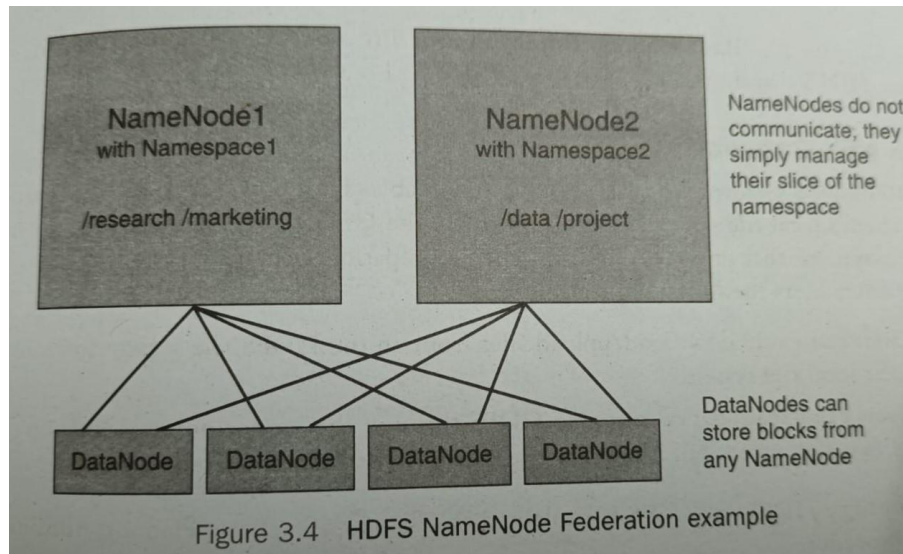 NameNode1
with Namespace1
/research /marketing
NameNode2
with Namespace2
/data /project
NameNodes do not
communicate, they
simply manage
their slice of the
namespace
DataNode
DataNode
DataNode
DataNode
DataNodes can
store blocks from
any NameNode
Figure 3.4 HDFS NameNode Federation example